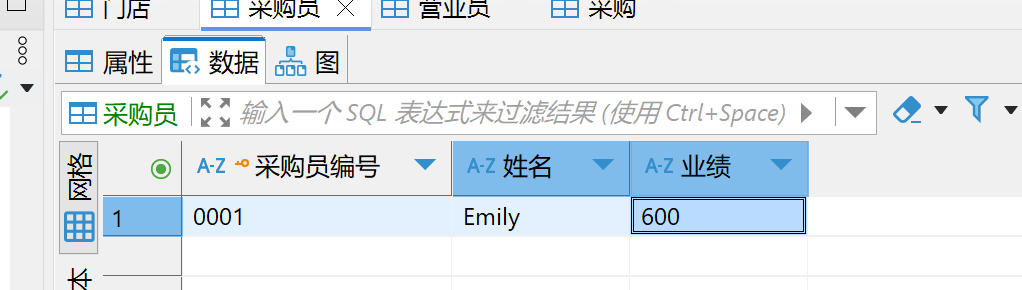 门店 采购员 营业员 采购
属性 数据 图
采购员 输入一个 SQL 表达式来过滤结果 (使用 Ctrl+Space)
网格 A-Z 采购员编号 A-Z 姓名 A-Z 业绩
1 0001 Emily 600
本